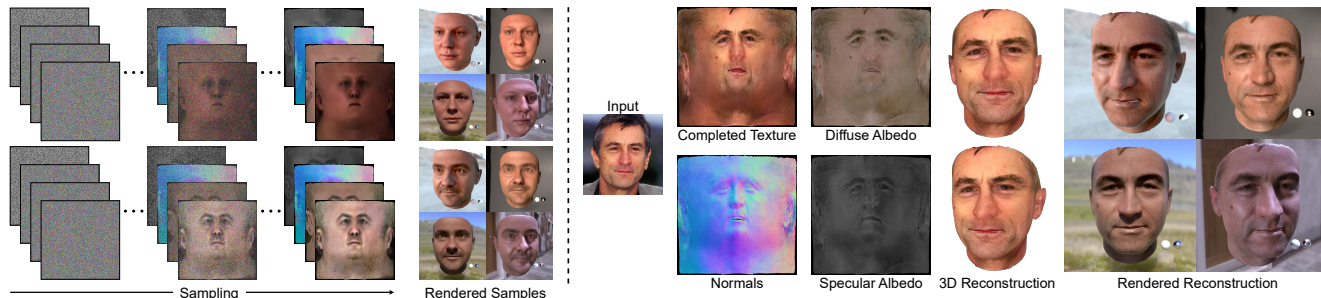 Input
Completed Texture
Diffuse Albedo
Normals
Specular Albedo
3D Reconstruction
Rendered Reconstruction
Sampling
Rendered Samples